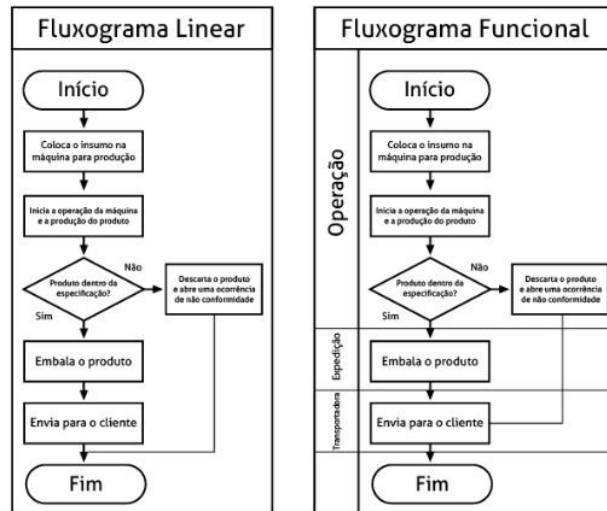 Fluxograma Linear
Início
Coloca o insumo na
máquina para produção
Inicia a operação da máquina
e a produção do produto
Produto dentro da
especificação?
Não
Descarta o produto
e abre uma ocorrência
de não conformidade
Sim
Embala o produto
Envia para o cliente
Fim
Fluxograma Funcional
Operação
Início
Coloca o insumo na
máquina para produção
Inicia a operação da máquina
e a produção do produto
Produto dentro da
especificação?
Não
Descarta o produto
e abre uma ocorrência
de não conformidade
Sim
Expedição
Embala o produto
Transportadora
Envia para o cliente
Fim